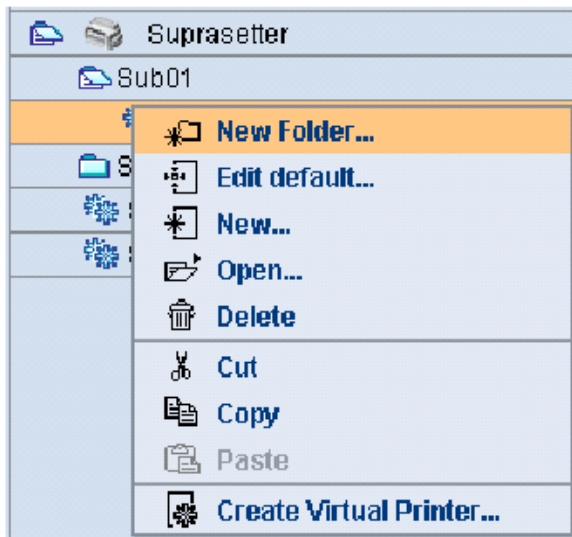 Suprasetter
Sub01
New Folder...
Edit default...
New...
Open...
Delete
Cut
Copy
Paste
Create Virtual Printer...